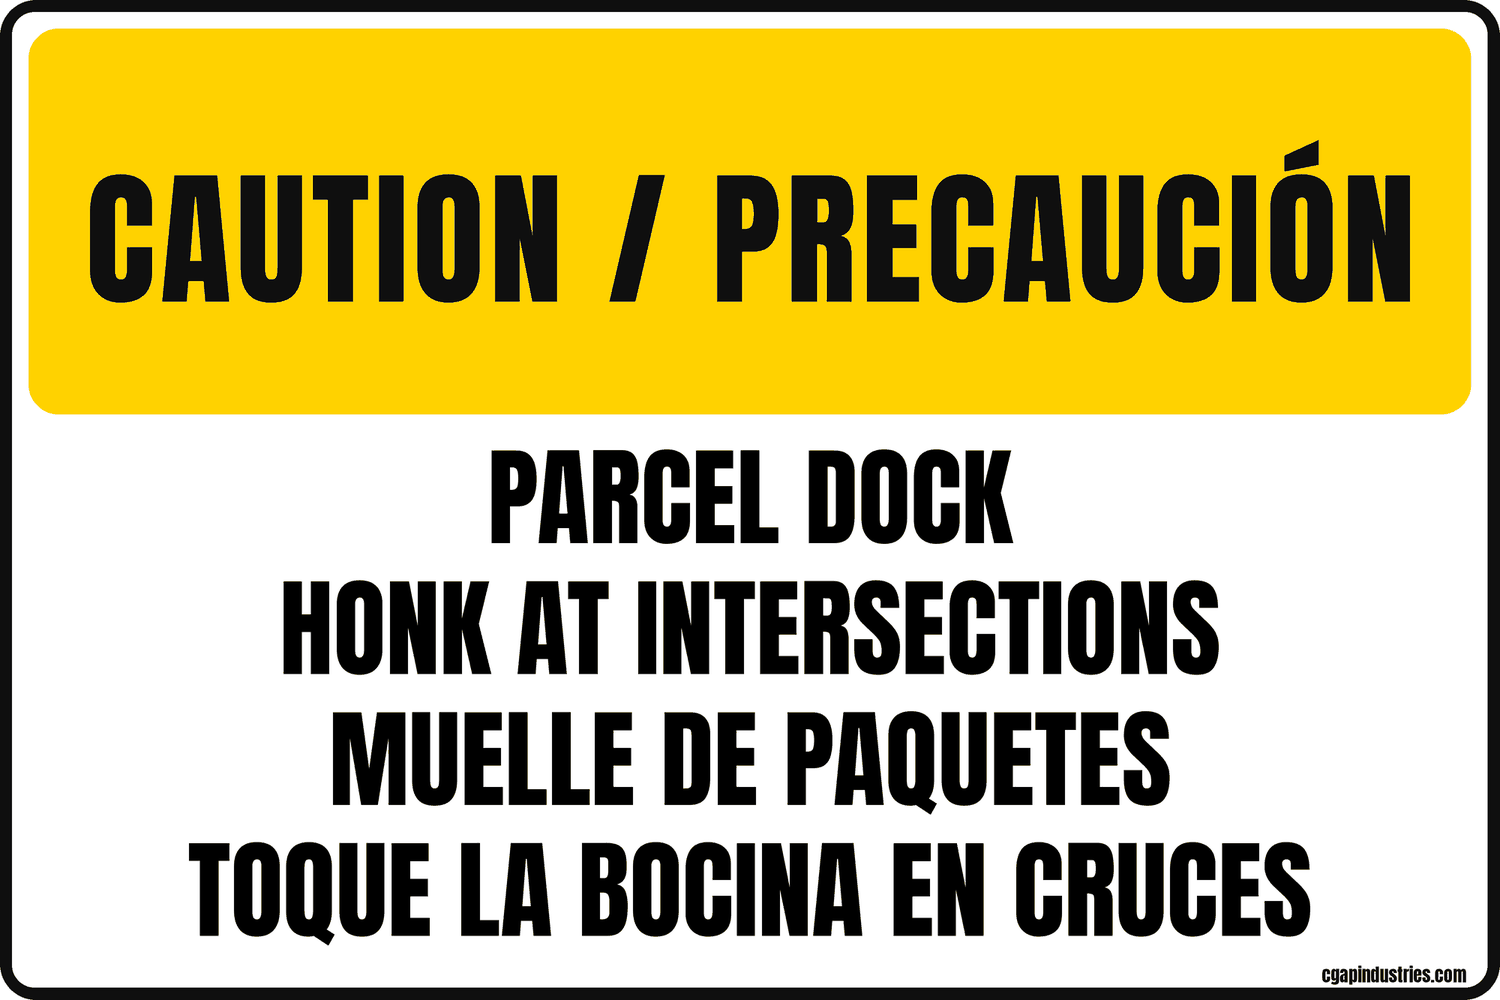 CAUTION / PRECAUCIÓN
PARCEL DOCK
HONK AT INTERSECTIONS
MUELLE DE PAQUETES
TOQUE LA BOCINA EN CRUCES
cgapindustries.com